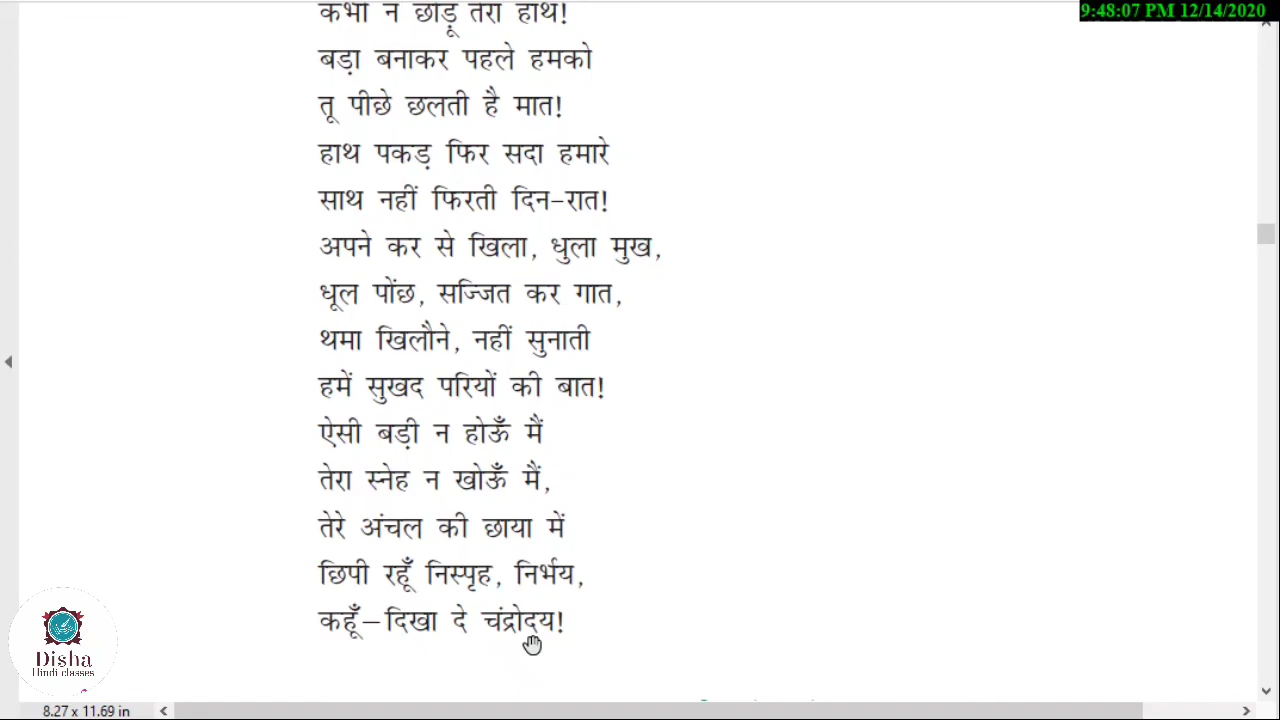 कभी न छोड़ू तेरा हाथ!
बड़ा बनाकर पहले हमको
तू पीछे छलती है मात!
हाथ पकड़ फिर सदा हमारे
साथ नहीं फिरती दिन-रात!
अपने कर से खिला, धुला मुख,
धूल पोंछ, सज्जित कर गात,
थमा खिलौने, नहीं सुनाती
हमें सुखद परियों की बात!
ऐसी बड़ी न होऊँ मैं
तेरा स्नेह न खोऊँ मैं,
तेरे अंचल की छाया में
छिपी रहूँ निस्पृह, निर्भय,
कहूँ–दिखा दे चंद्रोदय!
9:48:07 PM 12/14/2020
Disha
Hindi classes
8.27 x 11.69 in